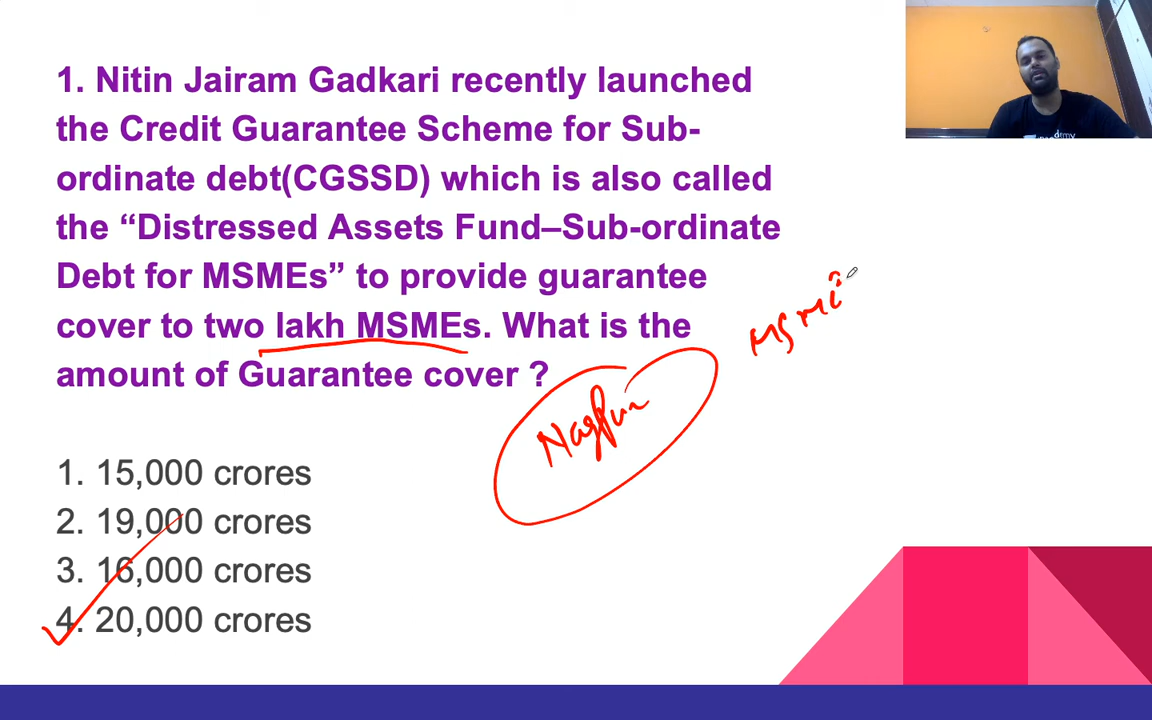 1. Nitin Jairam Gadkari recently launched
the Credit Guarantee Scheme for Sub-
ordinate debt(CGSSD) which is also called
the “Distressed Assets Fund–Sub-ordinate
Debt for MSMEs” to provide guarantee
cover to two lakh MSMEs. What is the
amount of Guarantee cover ?
Nagpur
1. 15,000 crores
2. 19,000 crores
3. 16,000 crores
4. 20,000 crores